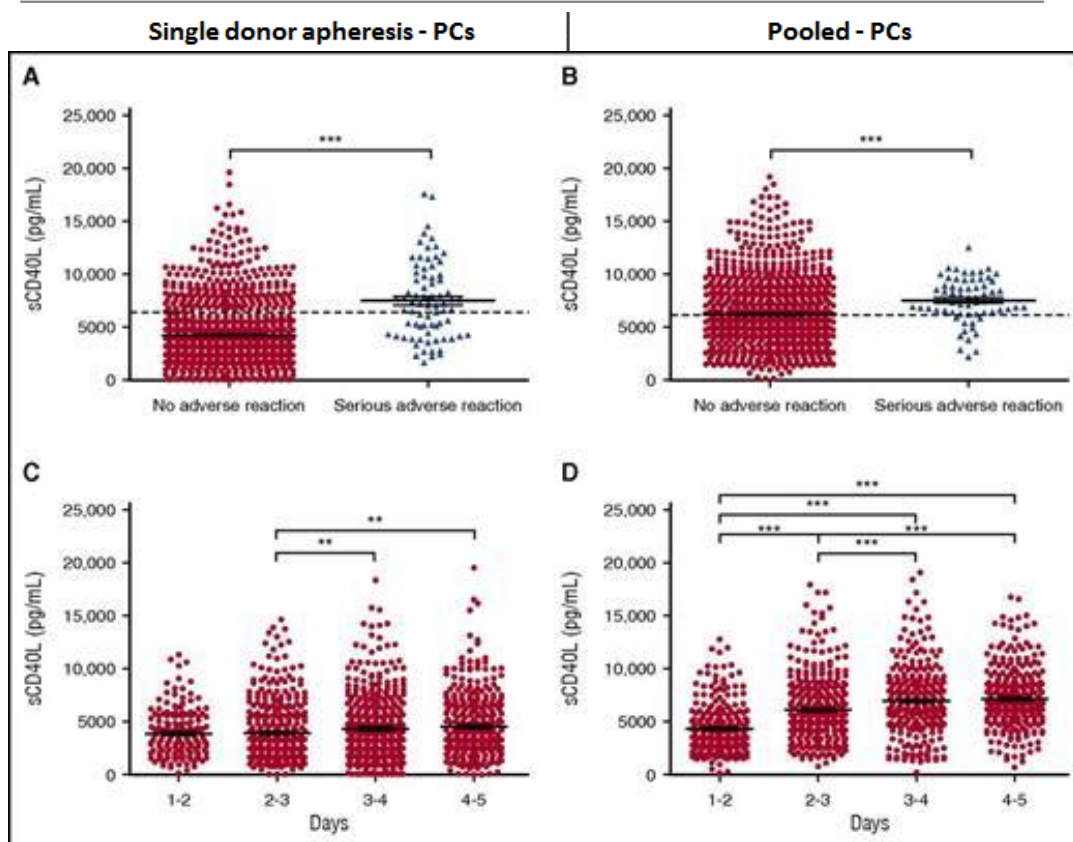 Single donor apheresis - PCs
Pooled - PCs
A
25,000
20,000
15,000
10,000
5000
0
sCD40L (pg/mL)
***
No adverse reaction
Serious adverse reaction
B
25,000
20,000
15,000
10,000
5000
0
sCD40L (pg/mL)
***
No adverse reaction
Serious adverse reaction
C
25,000
20,000
15,000
10,000
5000
0
sCD40L (pg/mL)
**
**
1-2
2-3
3-4
4-5
Days
D
25,000
20,000
15,000
10,000
5000
0
sCD40L (pg/mL)
***
***
***
***
***
1-2
2-3
3-4
4-5
Days